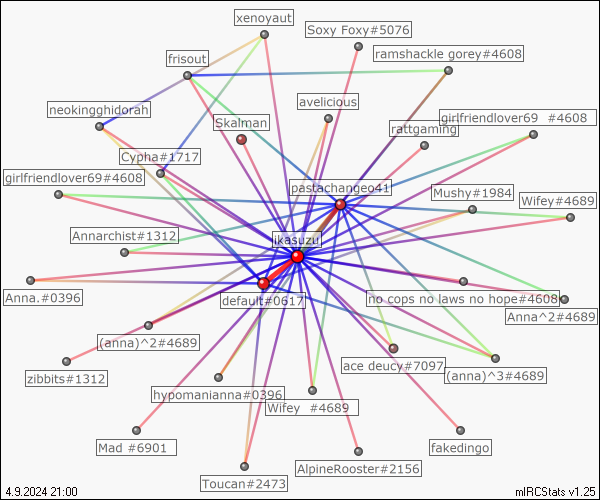 xenoyaut
Soxy Foxy#5076
frisout
ramshackle gorey#4608
avelicious
neokingghidorah
Skalman
girlfriendlover69 #4608
rattgaming
Cypha#1717
girlfriendlover69#4608
pastachangeo41
Mushy#1984
Wifey#4689
Annarchist#1312
ikasuzu
Anna.#0396
default#0617
no cops no laws no hope#4608
Anna^2#4689
(anna)^2#4689
ace deucy#7097
zibbits#1312
(anna)^3#4689
hypomanianna#0396
Wifey #4689
Mad #6901
fakedingo
AlpineRooster#2156
Toucan#2473
4.9.2024 21:00
mIRCStats v1.25